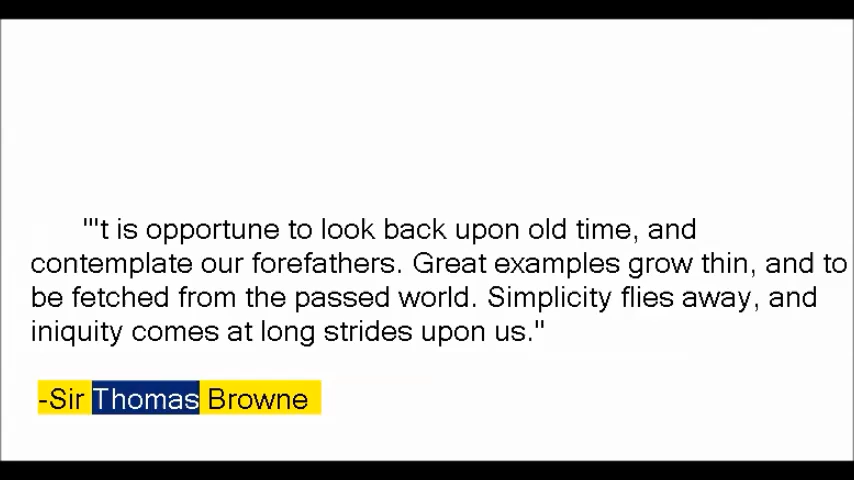 "'t is opportune to look back upon old time, and
contemplate our forefathers. Great examples grow thin, and to
be fetched from the passed world. Simplicity flies away, and
iniquity comes at long strides upon us."
-Sir Thomas Browne